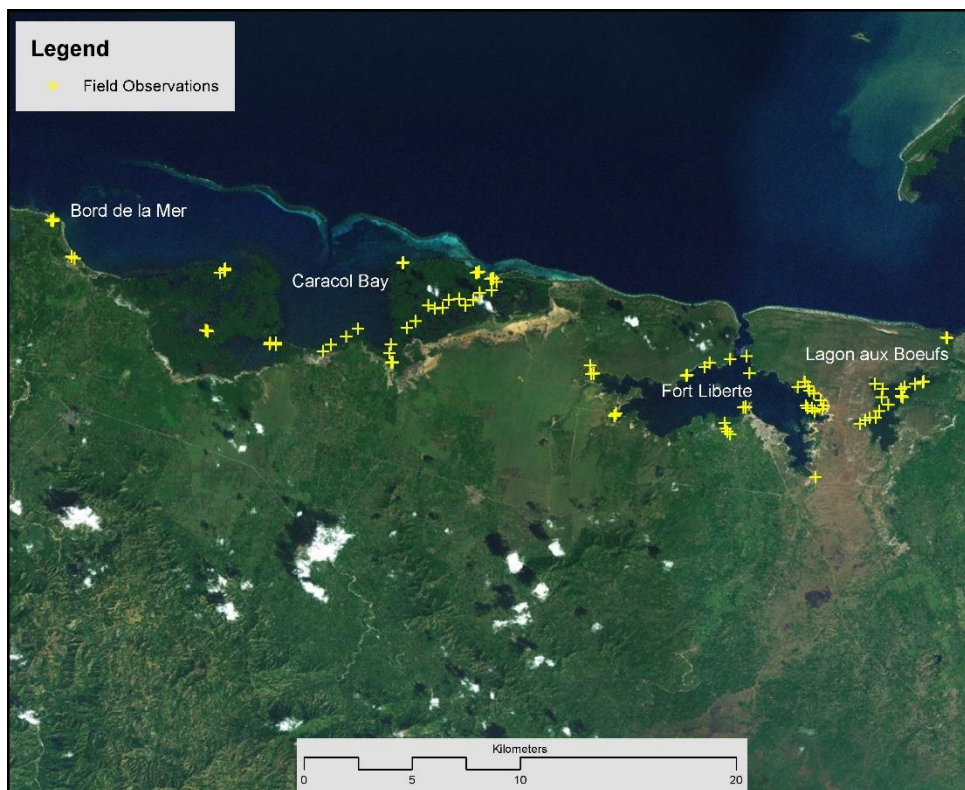 Legend
Field Observations
Bord de la Mer
Caracol Bay
Lagon aux Boeufs
Fort Liberte
Kilometers
0 5 10 20